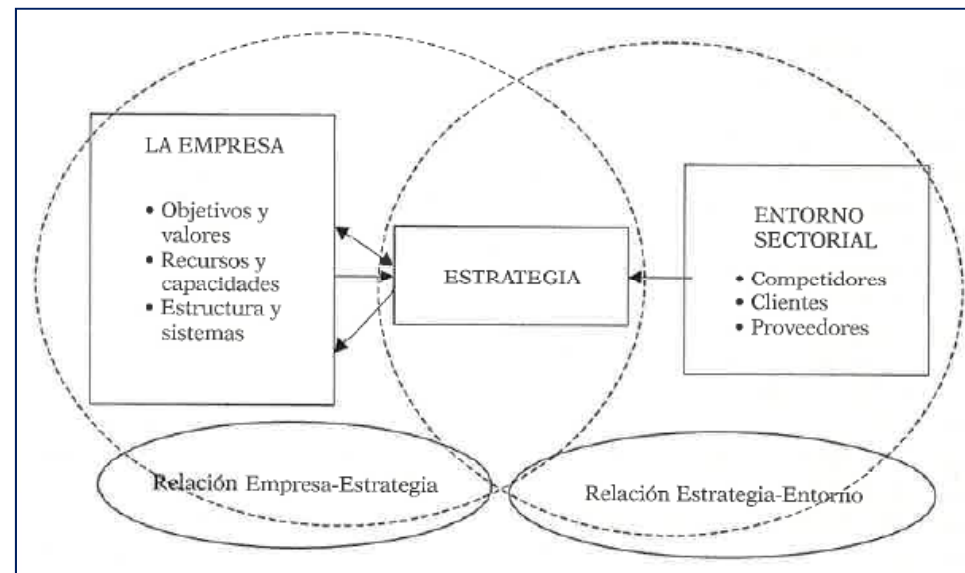 LA EMPRESA
• Objetivos y
valores
• Recursos y
capacidades
• Estructura y
sistemas
ESTRATEGIA
ENTORNO
SECTORIAL
• Competidores
• Clientes
• Proveedores
Relación Empresa-Estrategia
Relación Estrategia-Entorno